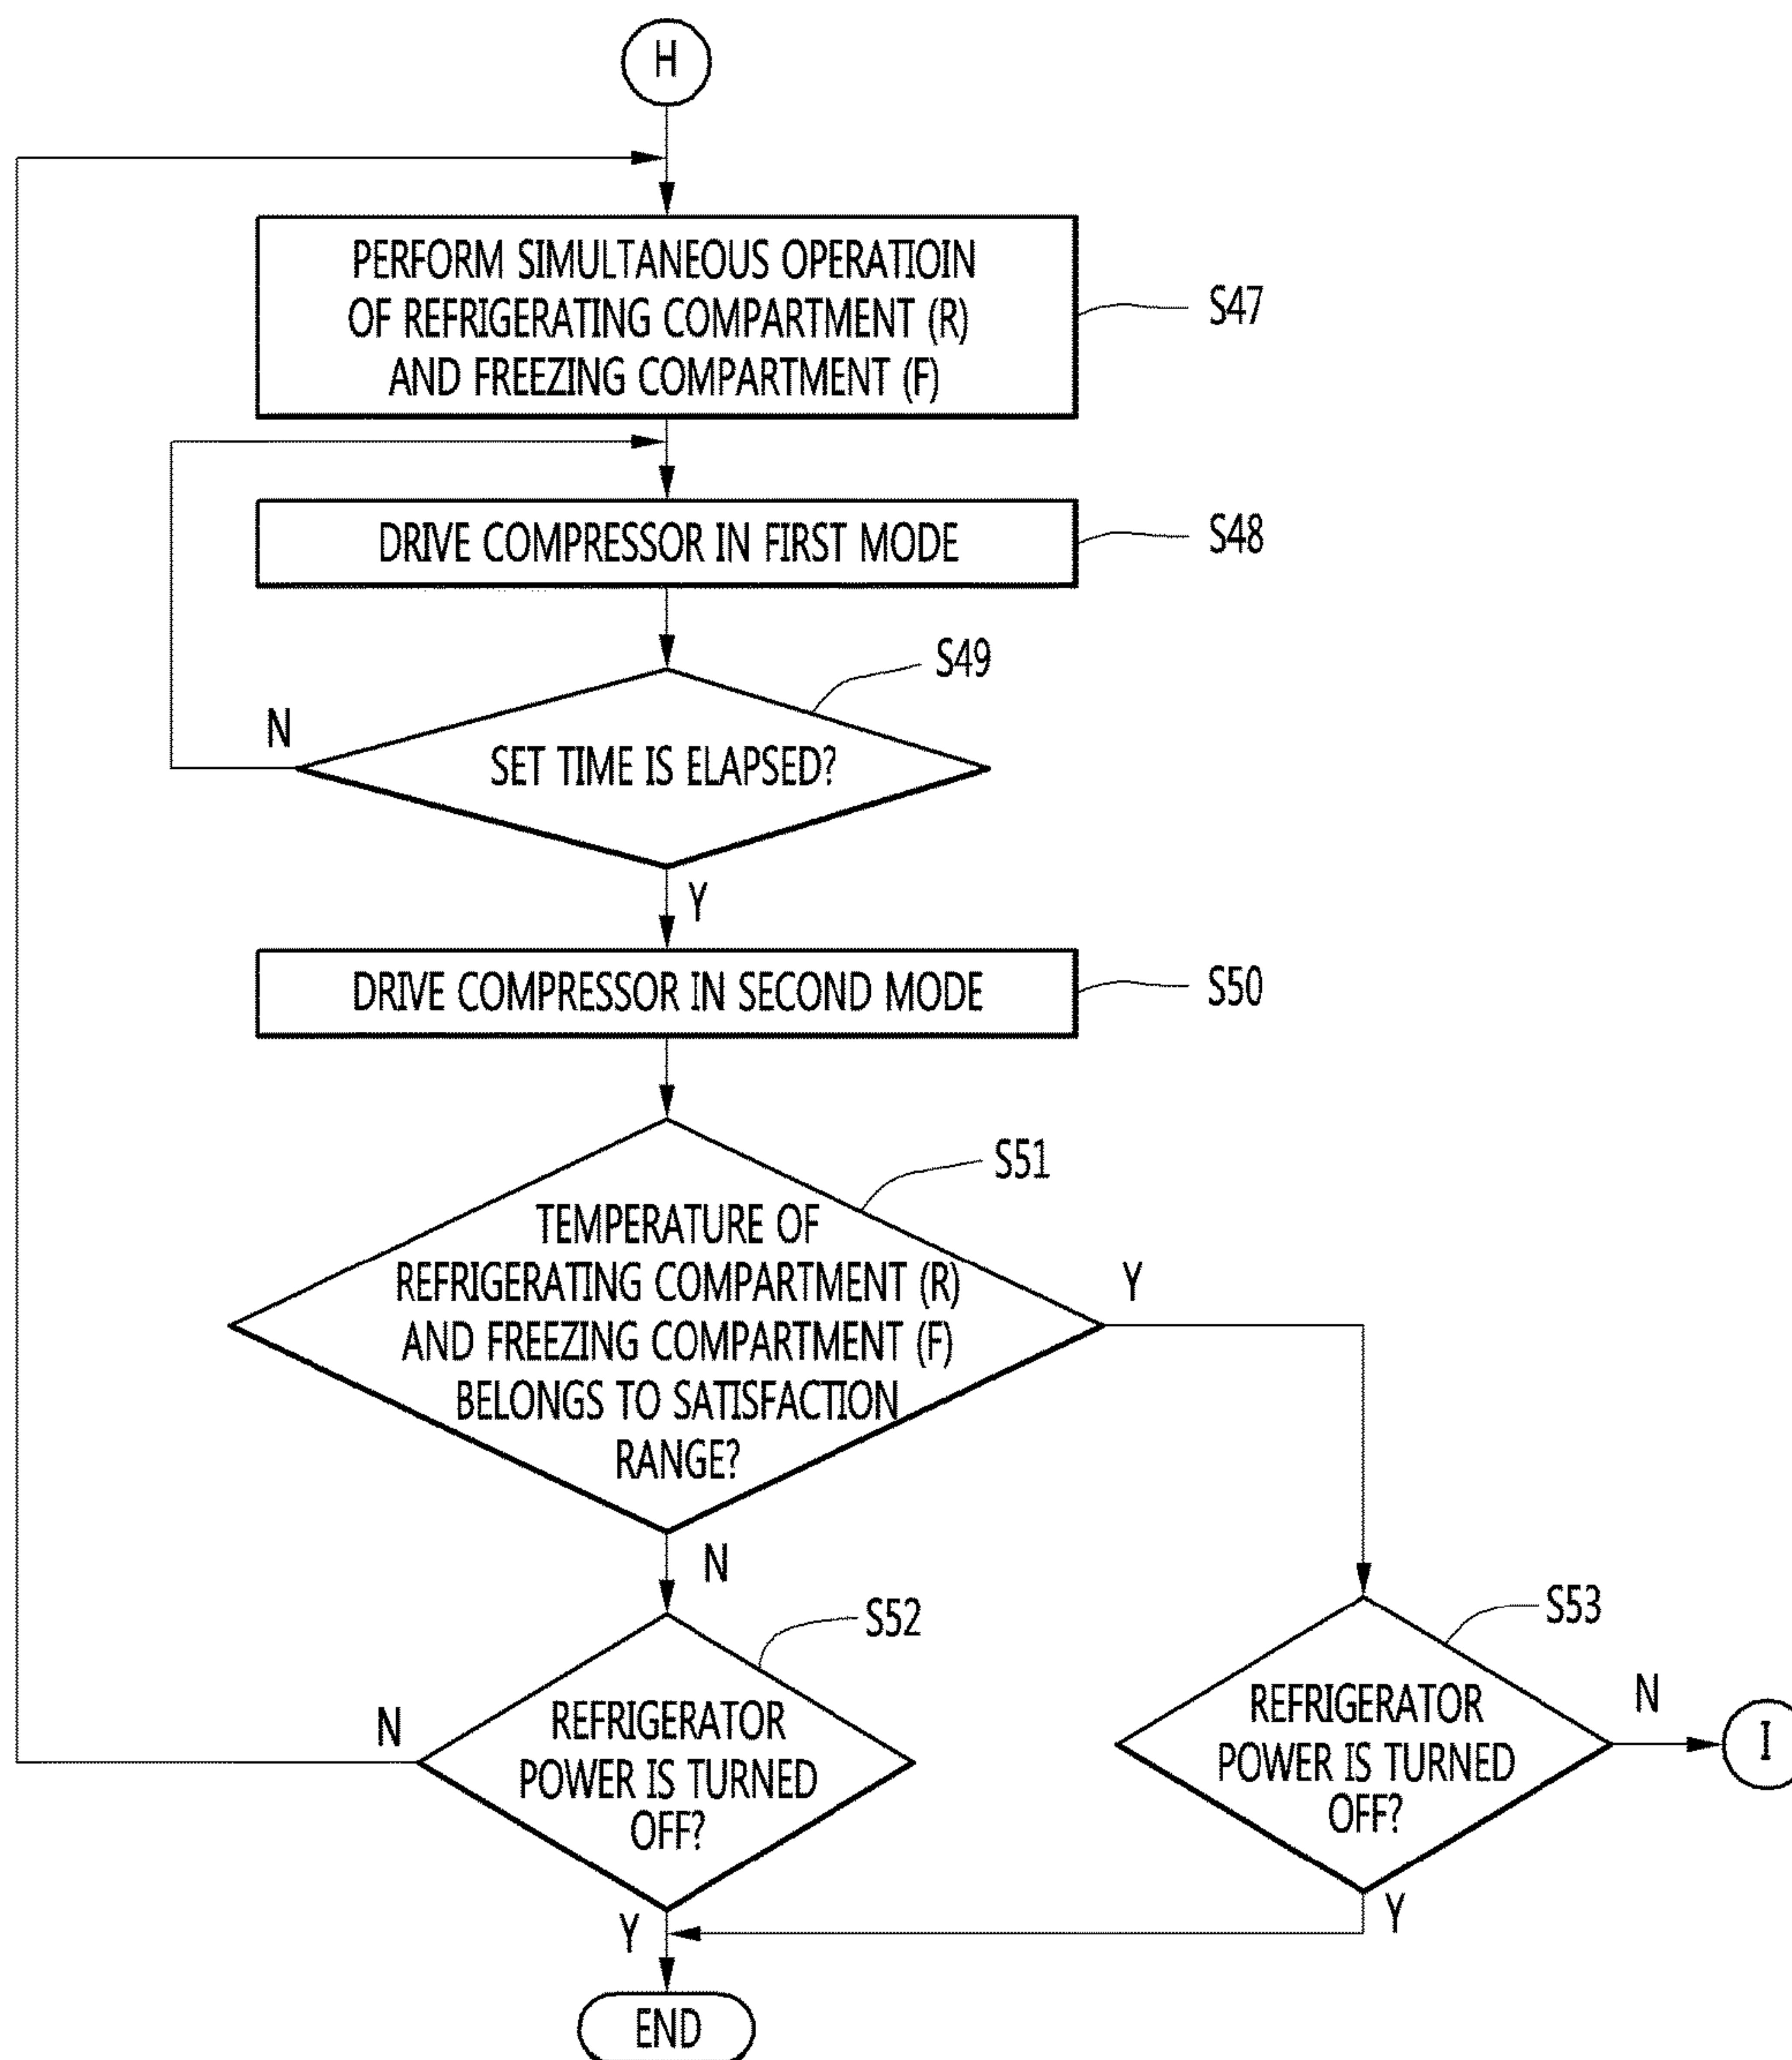 H
PERFORM SIMULTANEOUS OPERATIOIN
OF REFRIGERATING COMPARTMENT (R)
AND FREEZING COMPARTMENT (F)
S47
DRIVE COMPRESSOR IN FIRST MODE
S48
S49
N
SET TIME IS ELAPSED?
Y
DRIVE COMPRESSOR IN SECOND MODE
S50
S51
TEMPERATURE OF
REFRIGERATING COMPARTMENT (R)
AND FREEZING COMPARTMENT (F)
BELONGS TO SATISFACTION
RANGE?
Y
N
S52
N
REFRIGERATOR
POWER IS TURNED
OFF?
Y
S53
REFRIGERATOR
POWER IS TURNED
OFF?
N
I
Y
END